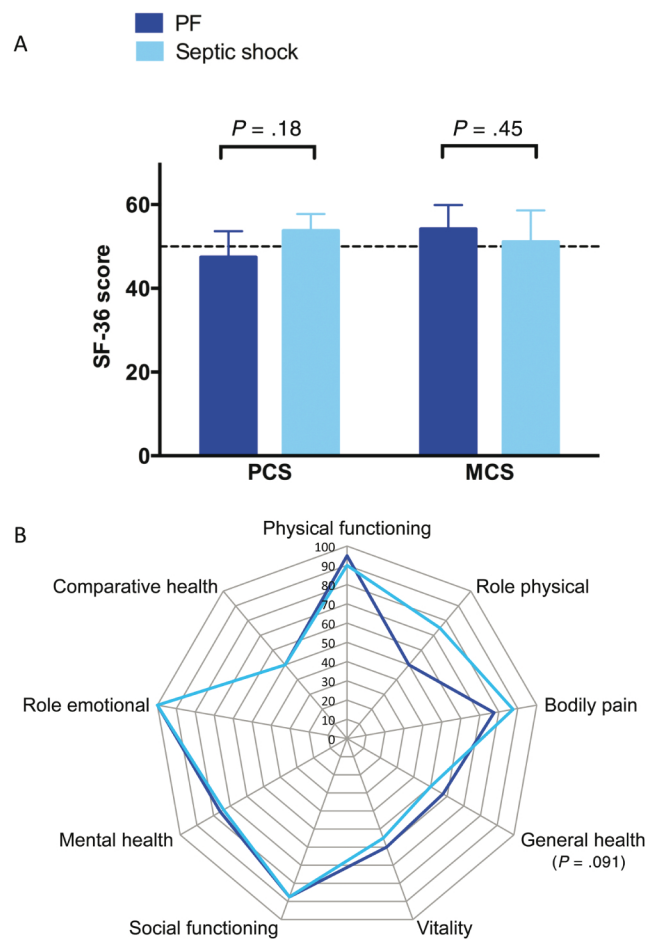 PF
A
Septic shock
P = .18
P = .45
60
40
20
0
SF-36 score
PCS
MCS
B
Physical functioning
100
90
80
70
60
50
40
30
20
10
0
Comparative health
Role physical
Role emotional
Bodily pain
Mental health
General health
(P = .091)
Social functioning
Vitality